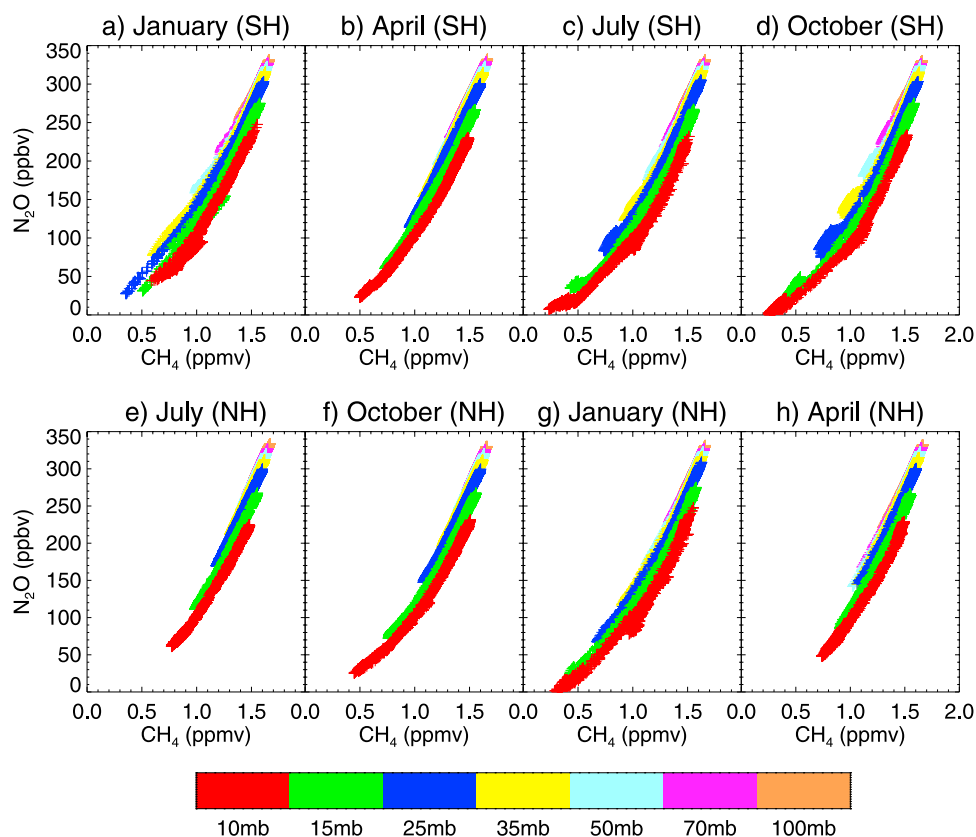 a) January (SH) b) April (SH) c) July (SH) d) October (SH)
350
300
250
200
150
100
50
0
N₂O (ppbv)
0.0 0.5 1.0 1.5 0.0 0.5 1.0 1.5 0.0 0.5 1.0 1.5 0.0 0.5 1.0 1.5 2.0
CH₄ (ppmv) CH₄ (ppmv) CH₄ (ppmv) CH₄ (ppmv)
e) July (NH) f) October (NH) g) January (NH) h) April (NH)
350
300
250
200
150
100
50
0
N₂O (ppbv)
0.0 0.5 1.0 1.5 0.0 0.5 1.0 1.5 0.0 0.5 1.0 1.5 0.0 0.5 1.0 1.5 2.0
CH₄ (ppmv) CH₄ (ppmv) CH₄ (ppmv) CH₄ (ppmv)
10mb 15mb 25mb 35mb 50mb 70mb 100mb